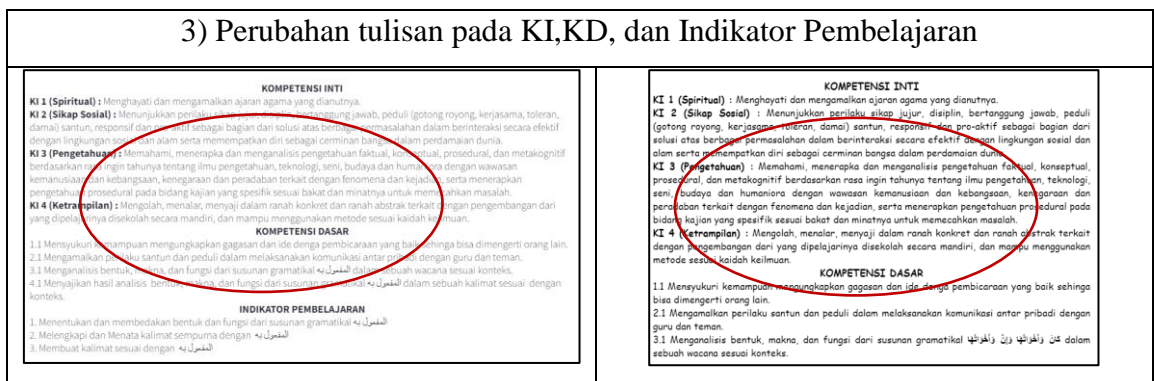 3) Perubahan tulisan pada KI,KD, dan Indikator Pembelajaran
KOMPETENSI INTI
KI 1 (Spiritual) : Menghayati dan mengamalkan ajaran agama yang dianutnya.
KI 2 (Sikap Sosial) : Menunjukkan perilaku sikap jujur, disiplin, bertanggung jawab, peduli (gotong royong, kerjasama, toleran,
damai) santun, responsif dan pro-aktif sebagai bagian dari solusi atas berbagai permasalahan dalam berinteraksi secara efektif
dengan lingkungan sosial dan alam serta memempatkan diri sebagai cerminan bangsa dalam perdamaian dunia.
KI 3 (Pengetahuan) : Memahami, menerapka dan menganalisis pengetahuan faktual, konseptual, prosedural, dan metakognitif
berdasarkan rasa ingin tahunya tentang ilmu pengetahuan, teknologi, seni, budaya dan humaniora dengan wawasan
kemanusiaan dan kebangsaan, kenegaraan dan peradaban terkait dengan fenomena dan kejadian, serta menerapkan
pengetahuan prosedural pada bidang kajian yang spesifik sesuai bakat dan minatnya untuk memecahkan masalah.
KI 4 (Ketrampilan) : Mengolah, menalar, menyaji dalam ranah konkret dan ranah abstrak terkait dengan pengembangan dari
yang dipelajarinya disekolah secara mandiri, dan mampu menggunakan metode sesuai kaidah keilmuan.
KOMPETENSI DASAR
1.1 Mensyukuri kemampuan mengungkapkan gagasan dan ide denga pembicaraan yang baik sehinga bisa dimengerti orang lain.
2.1 Mengamalkan perilaku santun dan peduli dalam melaksanakan komunikasi antar pribadi dengan guru dan teman.
3.1 Menganalisis bentuk, makna, dan fungsi dari susunan gramatikal المفعول به dalam sebuah wacana sesuai konteks.
4.1 Menyajikan hasil analisis bentuk, makna, dan fungsi dari susunan gramatikal المفعول به dalam sebuah kalimat sesuai dengan
konteks.
INDIKATOR PEMBELAJARAN
1. Menentukan dan membedakan bentuk dan fungsi dari susunan gramatikal المفعول به
2. Melengkapi dan Menata kalimat sempurna dengan المفعول به
3. Membuat kalimat sesuai dengan المفعول به
KOMPETENSI INTI
KI 1 (Spiritual) : Menghayati dan mengamalkan ajaran agama yang dianutnya.
KI 2 (Sikap Sosial) : Menunjukkan perilaku sikap jujur, disiplin, bertanggung jawab, peduli
(gotong royong, kerjasama, toleran, damai) santun, responsif dan pro-aktif sebagai bagian dari
solusi atas berbagai permasalahan dalam berinteraksi secara efektif dengan lingkungan sosial dan
alam serta memempatkan diri sebagai cerminan bangsa dalam perdamaian dunia.
KI 3 (Pengetahuan) : Memahami, menerapka dan menganalisis pengetahuan faktual, konseptual,
prosedural, dan metakognitif berdasarkan rasa ingin tahunya tentang ilmu pengetahuan, teknologi,
seni, budaya dan humaniora dengan wawasan kemanusiaan dan kebangsaan, kenegaraan dan
peradaban terkait dengan fenomena dan kejadian, serta menerapkan pengetahuan prosedural pada
bidang kajian yang spesifik sesuai bakat dan minatnya untuk memecahkan masalah.
KI 4 (Ketrampilan) : Mengolah, menalar, menyaji dalam ranah konkret dan ranah abstrak terkait
dengan pengembangan dari yang dipelajarinya disekolah secara mandiri, dan mampu menggunakan
metode sesuai kaidah keilmuan.
KOMPETENSI DASAR
1.1 Mensyukuri kemampuan mengungkapkan gagasan dan ide denga pembicaraan yang baik sehinga
bisa dimengerti orang lain.
2.1 Mengamalkan perilaku santun dan peduli dalam melaksanakan komunikasi antar pribadi dengan
guru dan teman.
3.1 Menganalisis bentuk, makna, dan fungsi dari susunan gramatikal كَانَ وَأَخَوَاتُهَا وَإِنَّ وَأَخَوَاتُهَا dalam
sebuah wacana sesuai konteks.